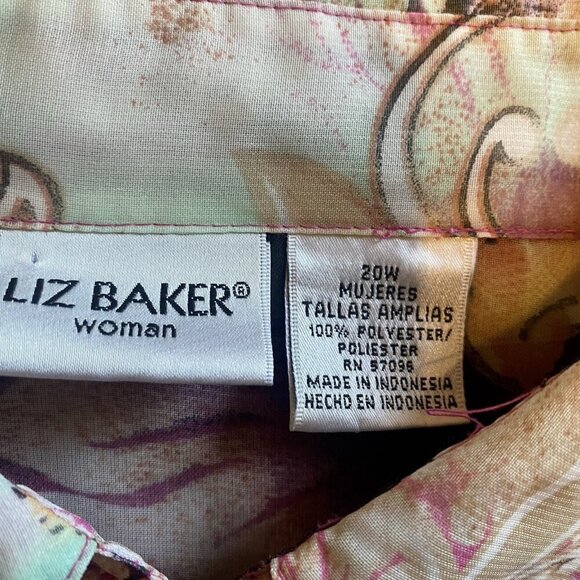 LIZ BAKER®
woman
20W
MUJERES
TALLAS AMPLIAS
100% POLYESTER/
POLIESTER
RN 57096
MADE IN INDONESIA
HECHO EN INDONESIA